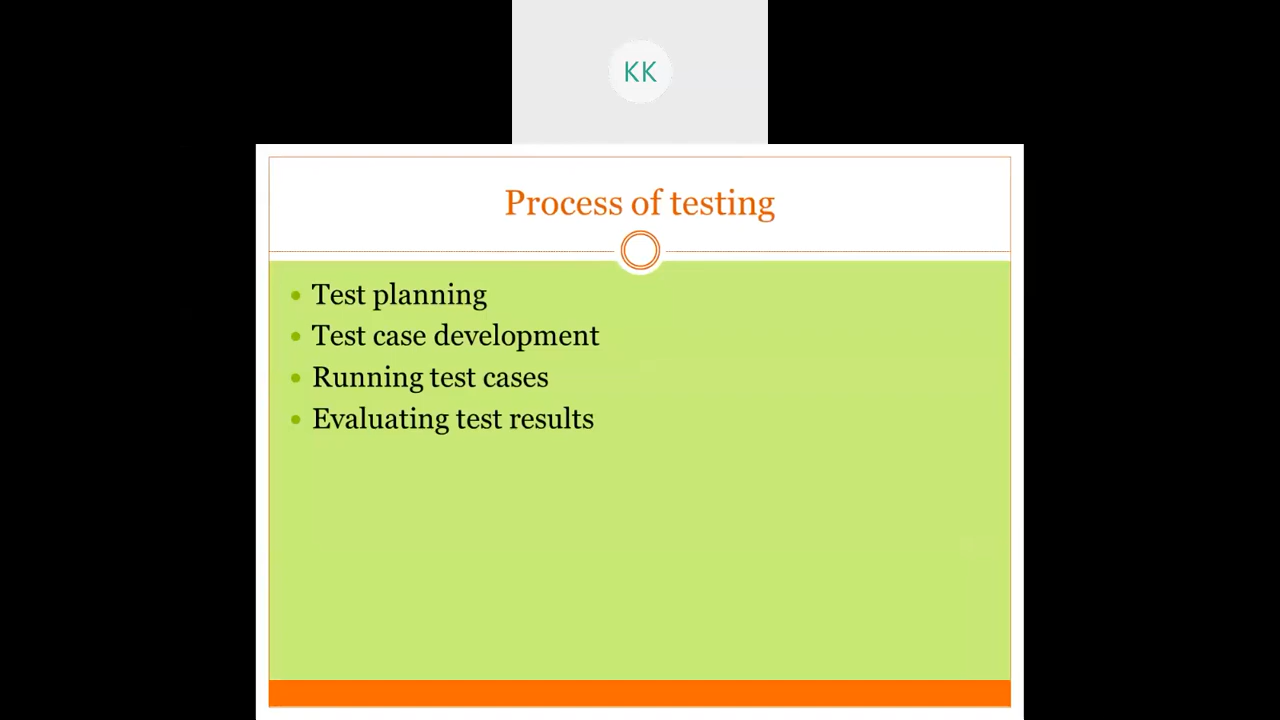 KK
Process of testing
Test planning
Test case development
Running test cases
Evaluating test results